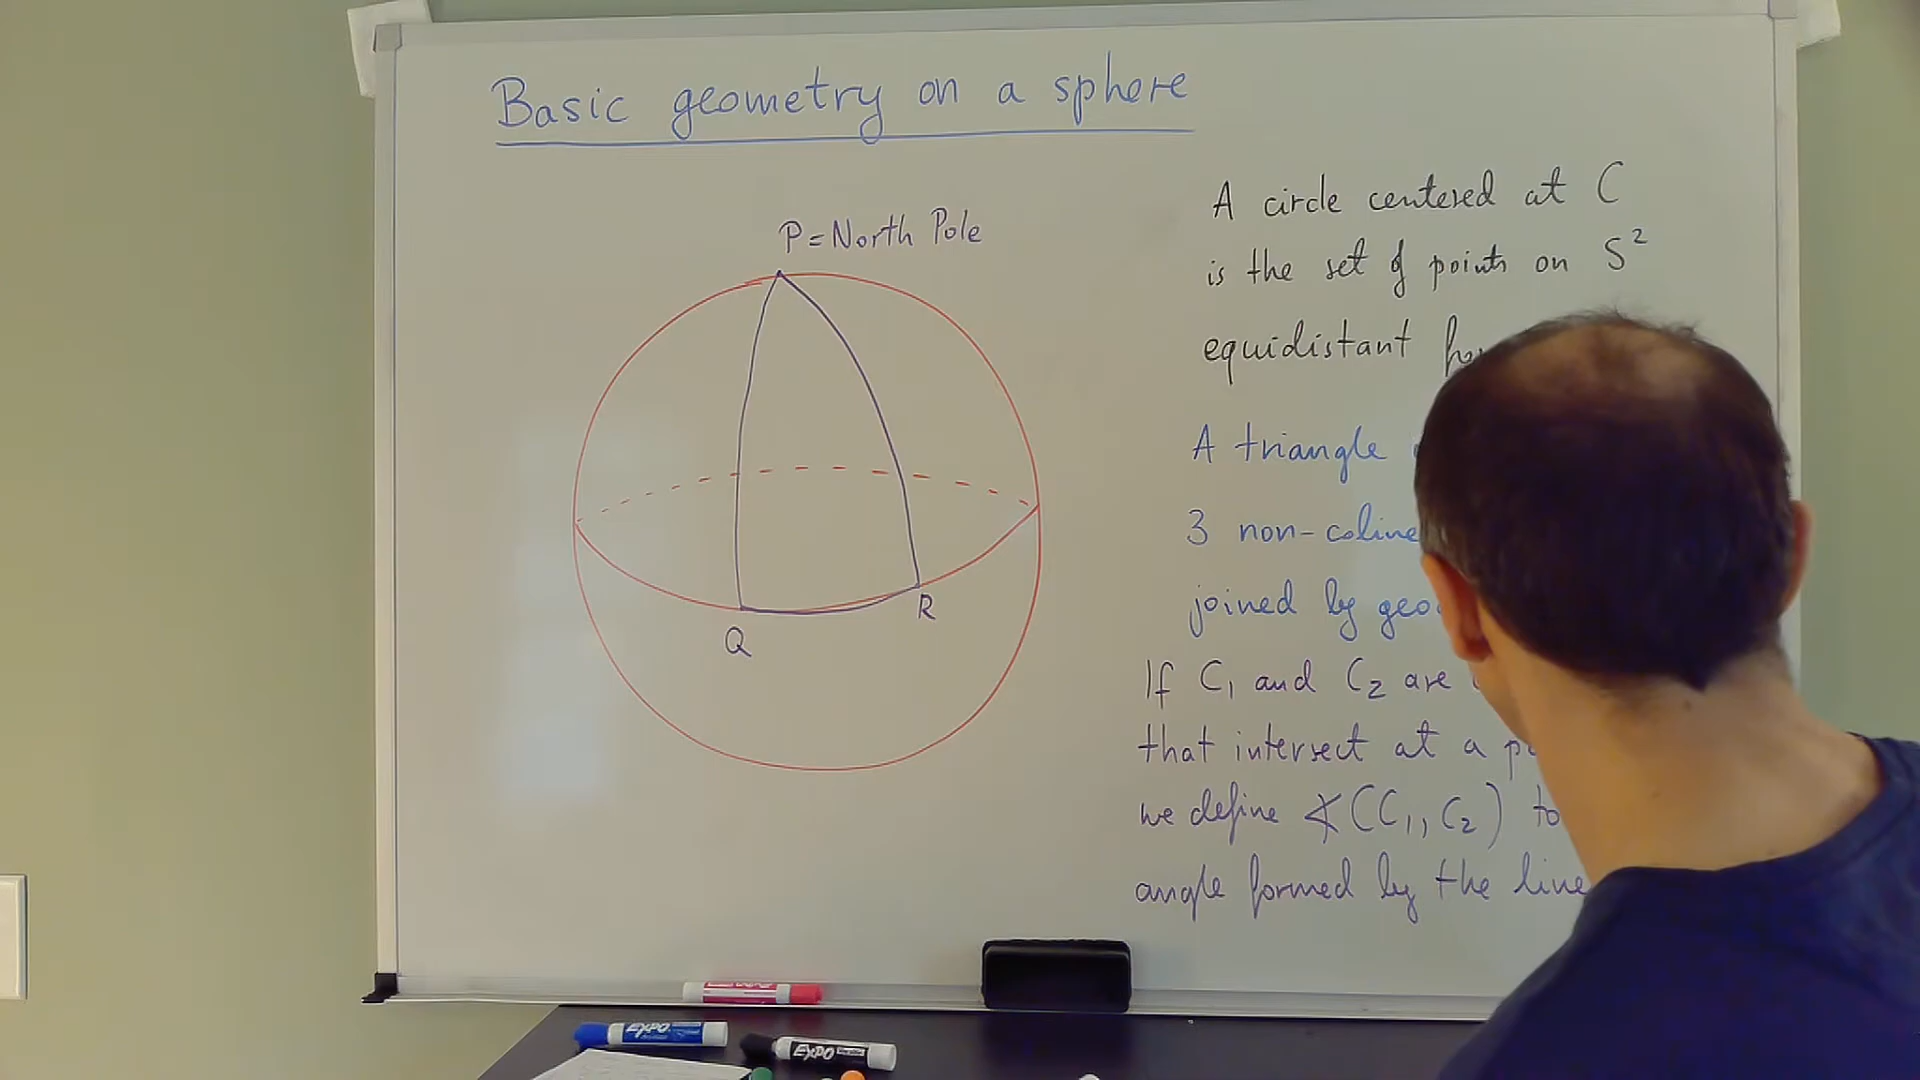 Basic geometry on a sphere
P = North Pole
Q
R
A circle centered at C
is the set of points on S²
equidistant
A triangle
3 non-coline
joined by geo
If C₁ and C₂ are
that intersect at a
we define ∢(C₁, C₂) to
angle formed by the line
EXPO
EXPO